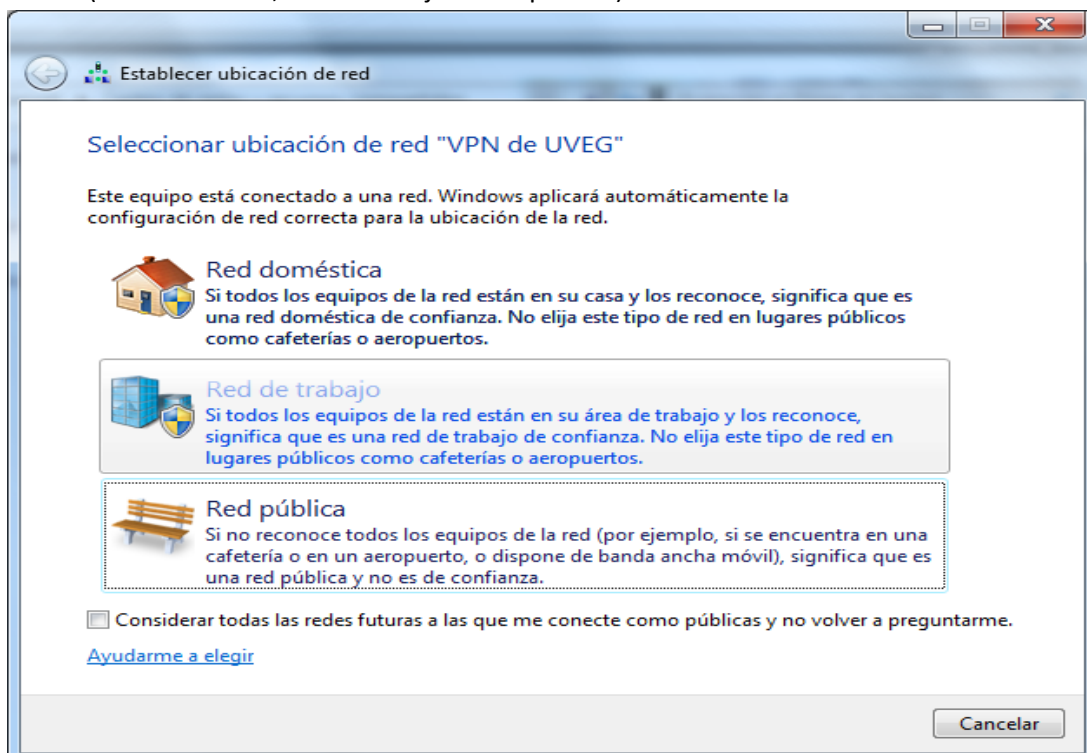 Establecer ubicación de red
Seleccionar ubicación de red "VPN de UVEG"
Este equipo está conectado a una red. Windows aplicará automáticamente la
configuración de red correcta para la ubicación de la red.
Red doméstica
Si todos los equipos de la red están en su casa y los reconoce, significa que es
una red doméstica de confianza. No elija este tipo de red en lugares públicos
como cafeterías o aeropuertos.
Red de trabajo
Si todos los equipos de la red están en su área de trabajo y los reconoce,
significa que es una red de trabajo de confianza. No elija este tipo de red en
lugares públicos como cafeterías o aeropuertos.
Red pública
Si no reconoce todos los equipos de la red (por ejemplo, si se encuentra en una
cafetería o en un aeropuerto, o dispone de banda ancha móvil), significa que es
una red pública y no es de confianza.
Considerar todas las redes futuras a las que me conecte como públicas y no volver a preguntarme.
Ayudarme a elegir
Cancelar